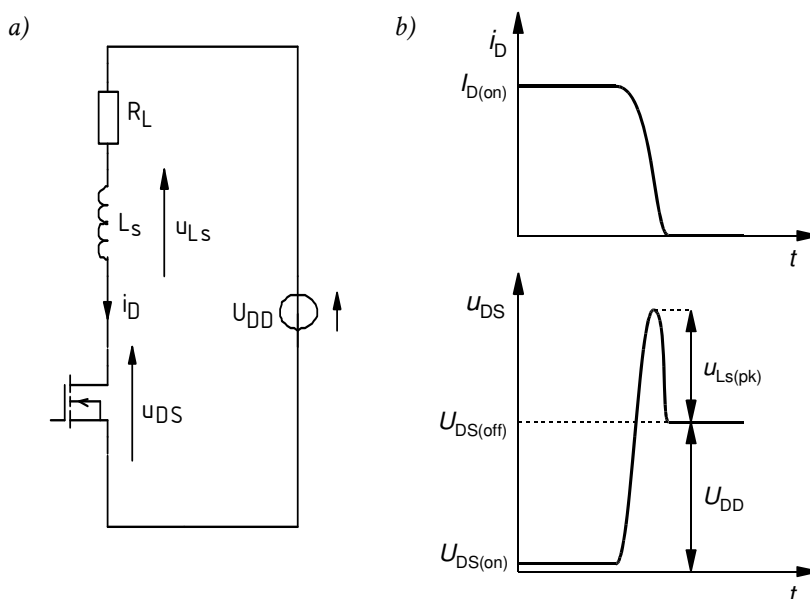 a)
R_L
L_s
u_Ls
i_D
U_DD
u_DS
b)
i_D
I_D(on)
t
u_DS
u_Ls(pk)
U_DS(off)
U_DD
U_DS(on)
t